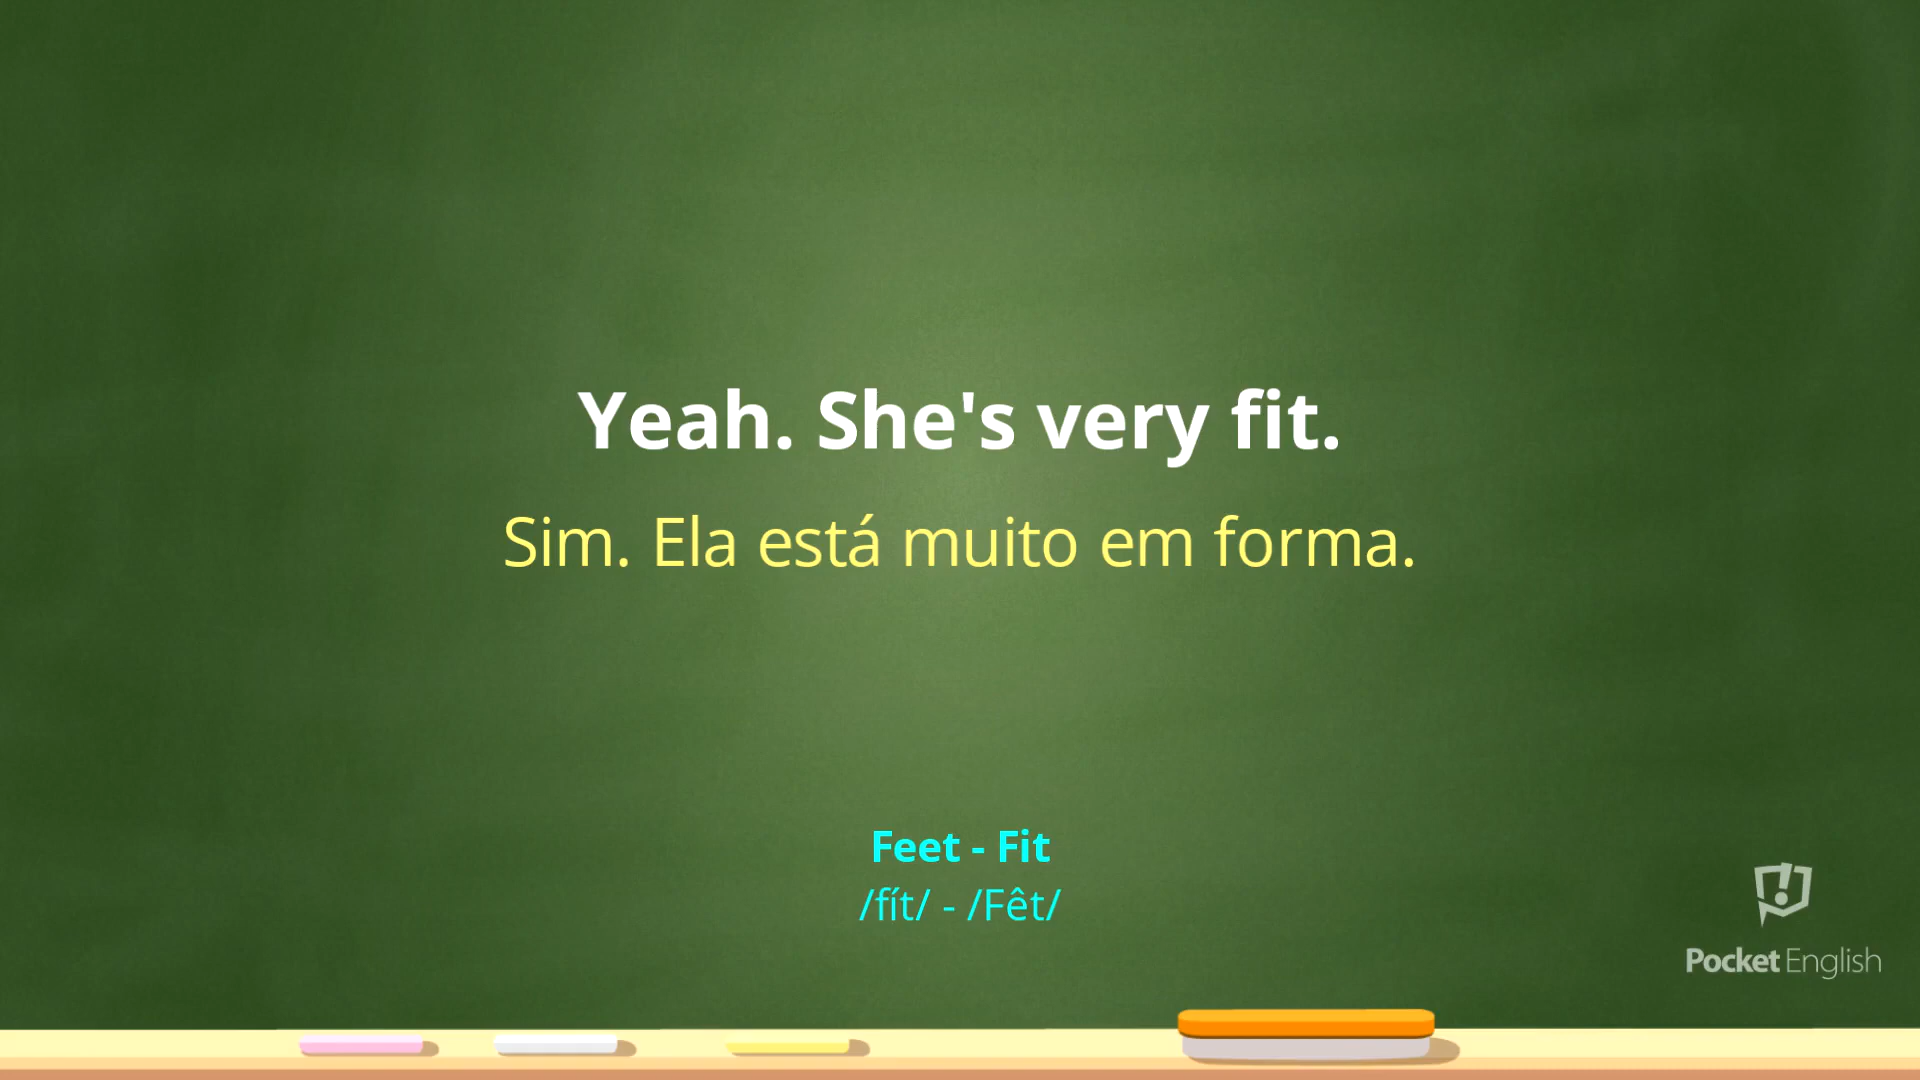 Yeah. She's very fit.
Sim. Ela está muito em forma.
Feet - Fit
/fít/ - /Fêt/
Pocket English